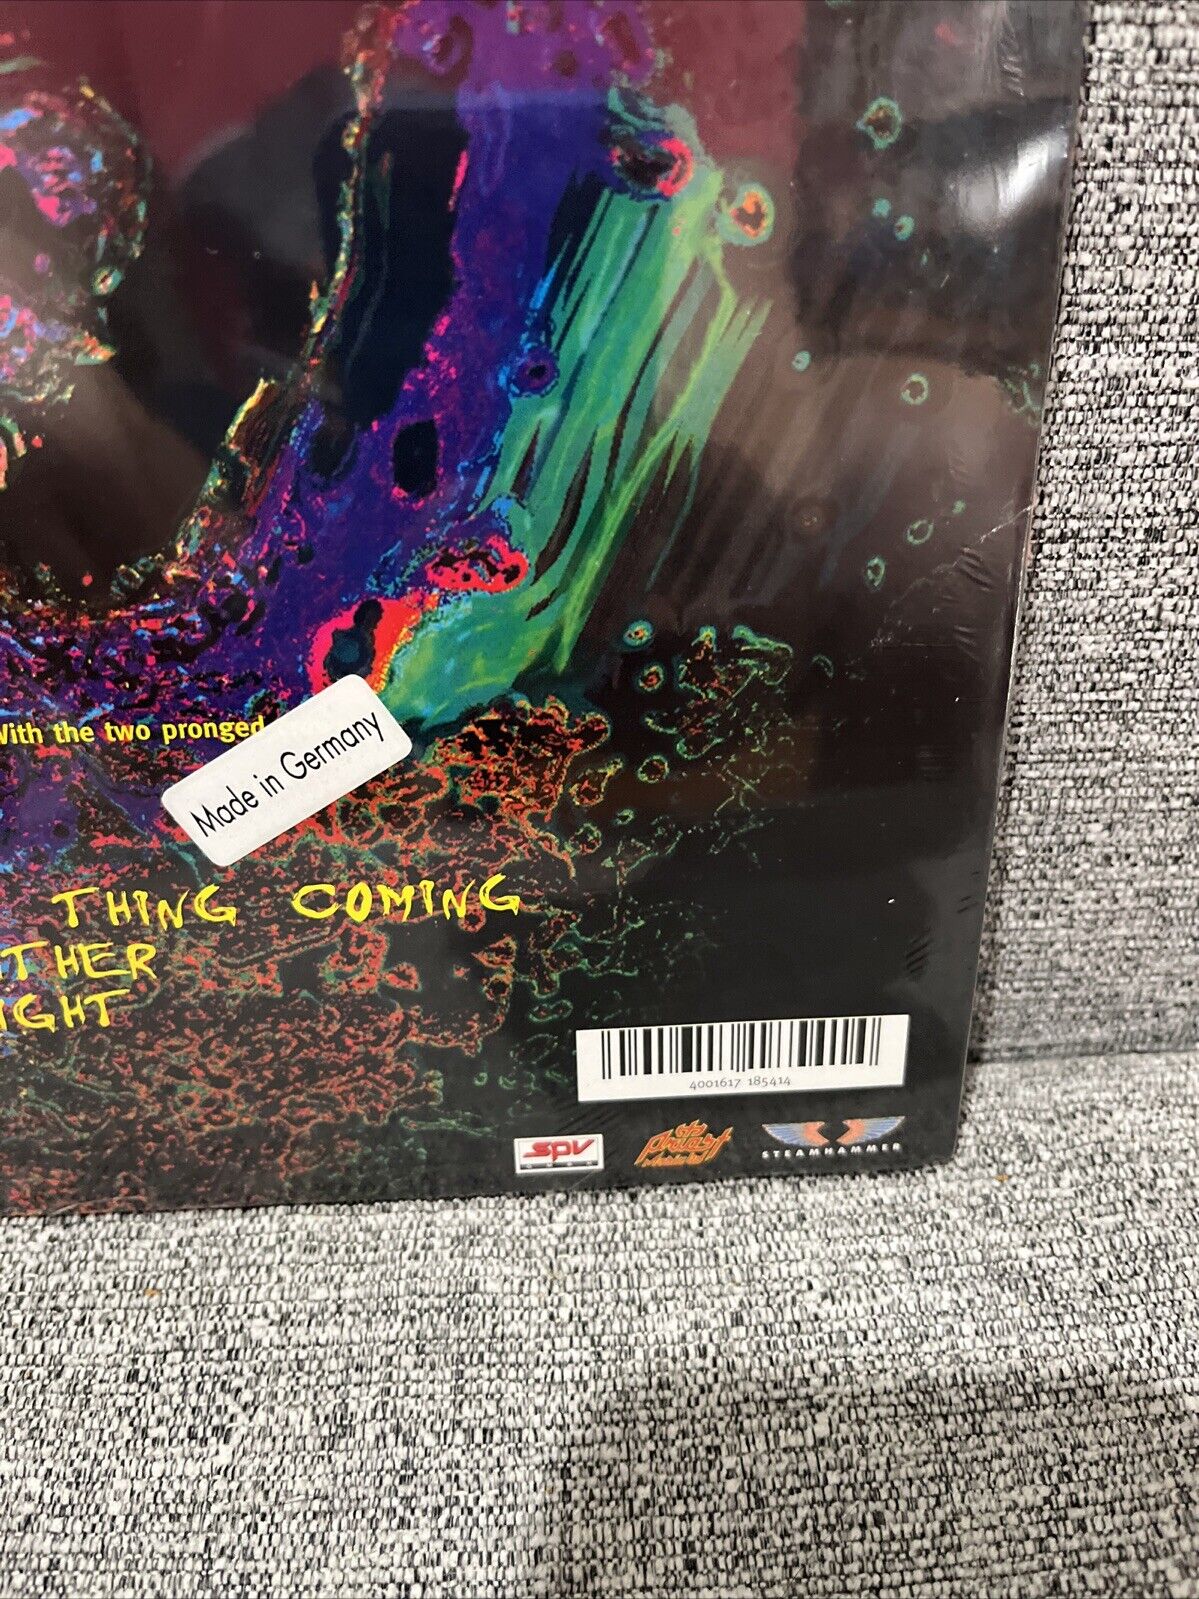 With the two pronged
Made in Germany
THING COMING
THER
IGHT
4001617 185414
SPV
STEAMHAMMER